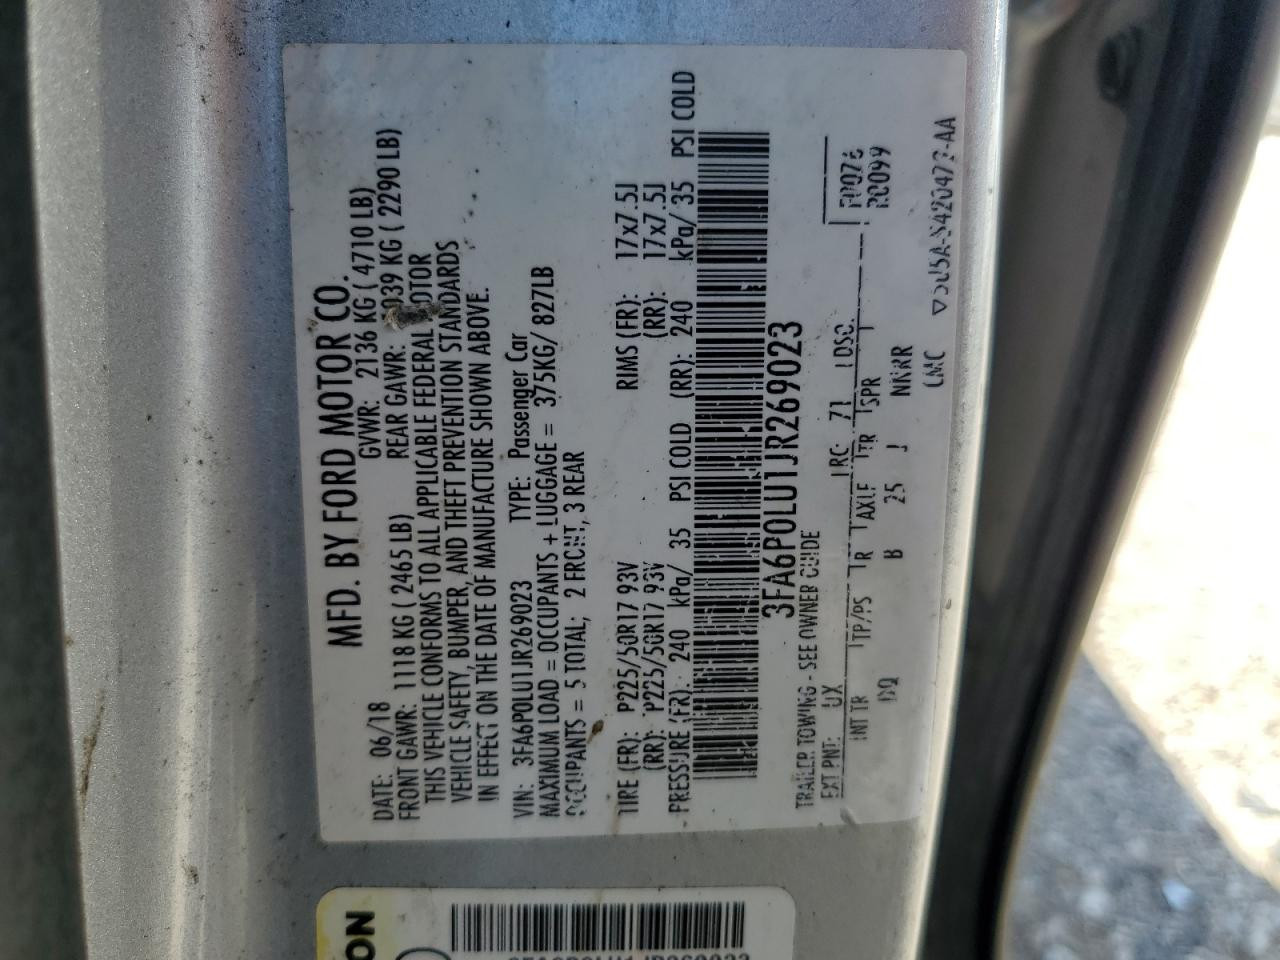 MFD. BY FORD MOTOR CO.
DATE: 06/18 GVWR: 2136 KG ( 4710 LB)
FRONT GAWR: 1118 KG ( 2465 LB) REAR GAWR: 1039 KG ( 2290 LB)
THIS VEHICLE CONFORMS TO ALL APPLICABLE FEDERAL MOTOR
VEHICLE SAFETY, BUMPER, AND THEFT PREVENTION STANDARDS
IN EFFECT ON THE DATE OF MANUFACTURE SHOWN ABOVE.
VIN: 3FA6P0LU1JR269023 TYPE: Passenger Car
MAXIMUM LOAD = OCCUPANTS + LUGGAGE = 375KG/ 827LB
OCCUPANTS = 5 TOTAL; 2 FRONT, 3 REAR
TIRE (FR): P225/50R17 93V RIMS (FR): 17x7.5J
(RR): P225/50R17 93V (RR): 17x7.5J
PRESSURE (FR): 240 kPa/ 35 PSI COLD (RR): 240 kPa/ 35 PSI COLD
3FA6P0LU1JR269023
TRAILER TOWING - SEE OWNER GUIDE
EXT PNT: UX RC: 71 DSO:
INT TR TP/PS R AXLE TR SPR
DQ B 25 J NNRR
ON